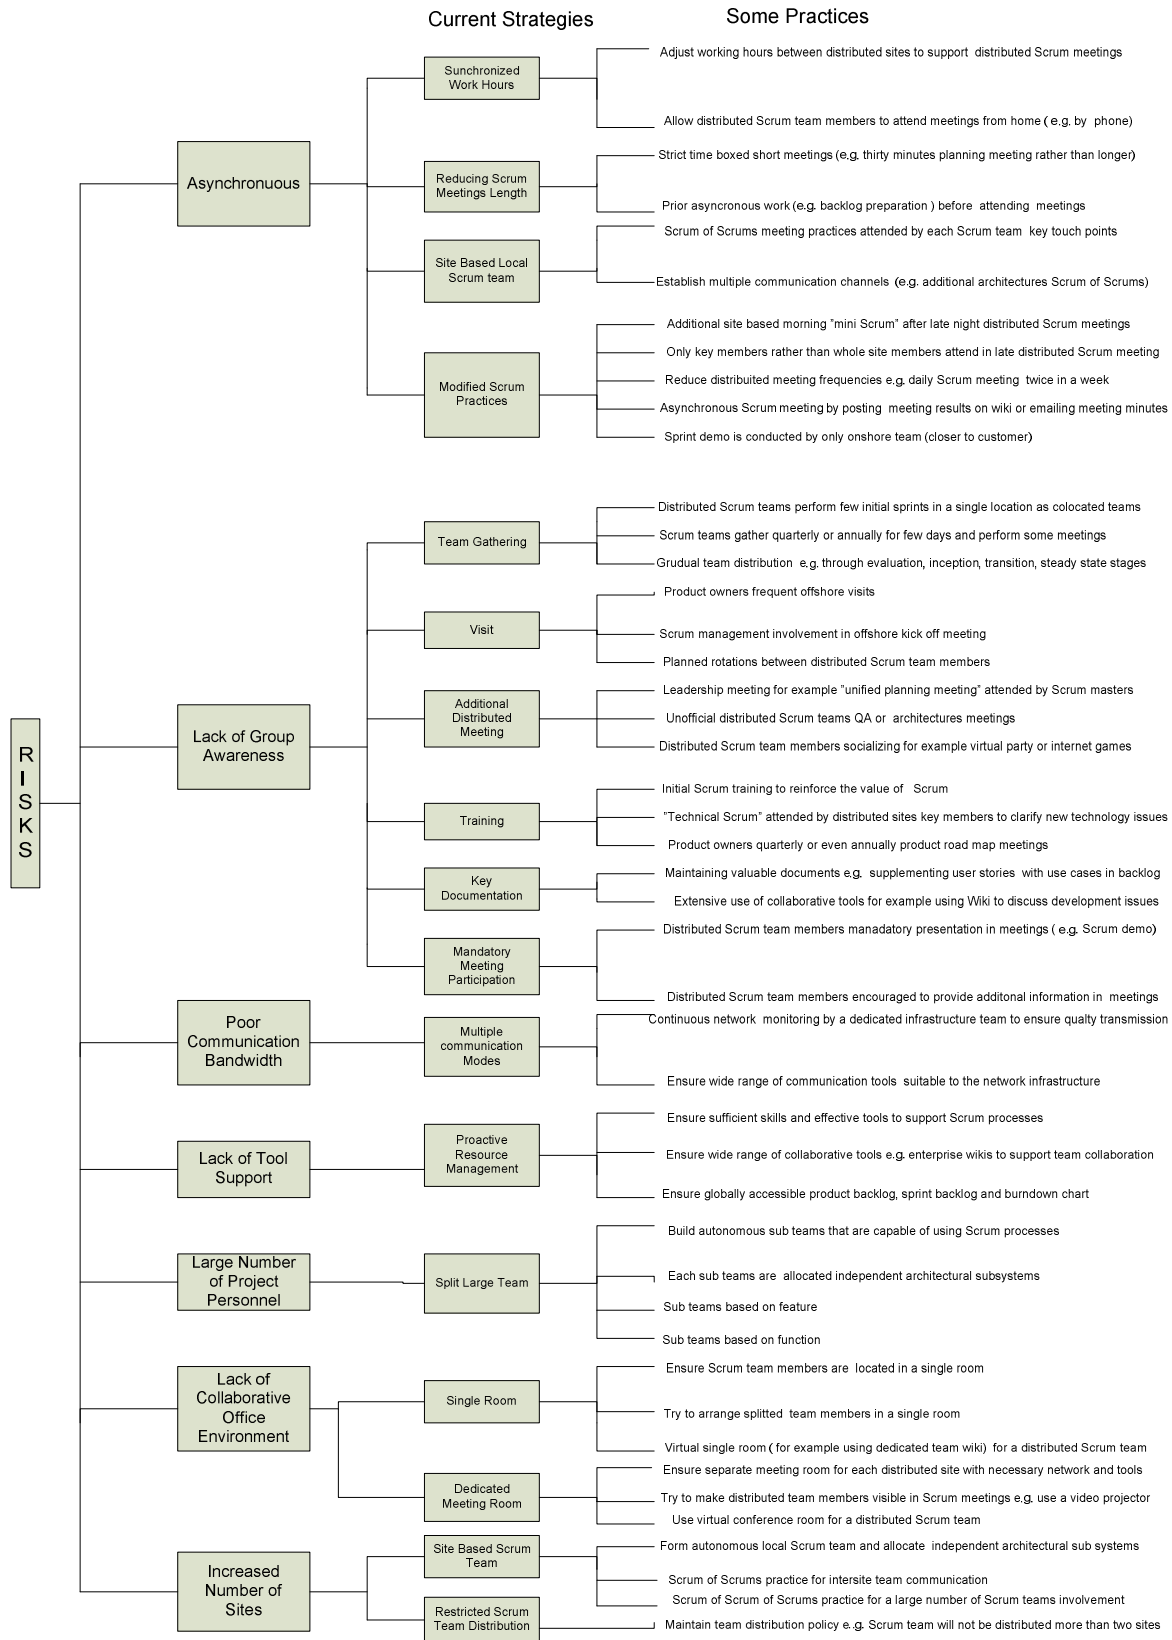 Current Strategies
Some Practices
Sunchronized
Work Hours
Adjust working hours between distributed sites to support distributed Scrum meetings
Allow distributed Scrum team members to attend meetings from home ( e.g. by phone)
Asynchronuous
Reducing Scrum
Meetings Length
Strict time boxed short meetings (e.g. thirty minutes planning meeting rather than longer)
Prior asyncronous work (e.g. backlog preparation ) before attending meetings
Site Based Local
Scrum team
Scrum of Scrums meeting practices attended by each Scrum team key touch points
Establish multiple communication channels (e.g. additional architectures Scrum of Scrums)
Modified Scrum
Practices
Additional site based morning "mini Scrum" after late night distributed Scrum meetings
Only key members rather than whole site members attend in late distributed Scrum meeting
Reduce distribuited meeting frequencies e.g. daily Scrum meeting twice in a week
Asynchronous Scrum meeting by posting meeting results on wiki or emailing meeting minutes
Sprint demo is conducted by only onshore team (closer to customer)
RISKS
Lack of Group
Awareness
Team Gathering
Distributed Scrum teams perform few initial sprints in a single location as colocated teams
Scrum teams gather quarterly or annually for few days and perform some meetings
Grudual team distribution e.g. through evaluation, inception, transition, steady state stages
Visit
Product owners frequent offshore visits
Scrum management involvement in offshore kick off meeting
Planned rotations between distributed Scrum team members
Additional
Distributed
Meeting
Leadership meeting for example "unified planning meeting" attended by Scrum masters
Unofficial distributed Scrum teams QA or architectures meetings
Distributed Scrum team members socializing for example virtual party or internet games
Training
Initial Scrum training to reinforce the value of Scrum
"Technical Scrum" attended by distributed sites key members to clarify new technology issues
Product owners quarterly or even annually product road map meetings
Key
Documentation
Maintaining valuable documents e.g. supplementing user stories with use cases in backlog
Extensive use of collaborative tools for example using Wiki to discuss development issues
Mandatory
Meeting
Participation
Distributed Scrum team members manadatory presentation in meetings ( e.g. Scrum demo)
Distributed Scrum team members encouraged to provide additonal information in meetings
Poor
Communication
Bandwidth
Multiple
communication
Modes
Continuous network monitoring by a dedicated infrastructure team to ensure qualty transmission
Ensure wide range of communication tools suitable to the network infrastructure
Lack of Tool
Support
Proactive
Resource
Management
Ensure sufficient skills and effective tools to support Scrum processes
Ensure wide range of collaborative tools e.g. enterprise wikis to support team collaboration
Ensure globally accessible product backlog, sprint backlog and burndown chart
Large Number
of Project
Personnel
Split Large Team
Build autonomous sub teams that are capable of using Scrum processes
Each sub teams are allocated independent architectural subsystems
Sub teams based on feature
Sub teams based on function
Lack of
Collaborative
Office
Environment
Single Room
Ensure Scrum team members are located in a single room
Try to arrange splitted team members in a single room
Virtual single room ( for example using dedicated team wiki) for a distributed Scrum team
Dedicated
Meeting Room
Ensure separate meeting room for each distributed site with necessary network and tools
Try to make distributed team members visible in Scrum meetings e.g. use a video projector
Use virtual conference room for a distributed Scrum team
Increased
Number of
Sites
Site Based Scrum
Team
Form autonomous local Scrum team and allocate independent architectural sub systems
Scrum of Scrums practice for intersite team communication
Scrum of Scrum of Scrums practice for a large number of Scrum teams involvement
Restricted Scrum
Team Distribution
Maintain team distribution policy e..g. Scrum team will not be distributed more than two sites